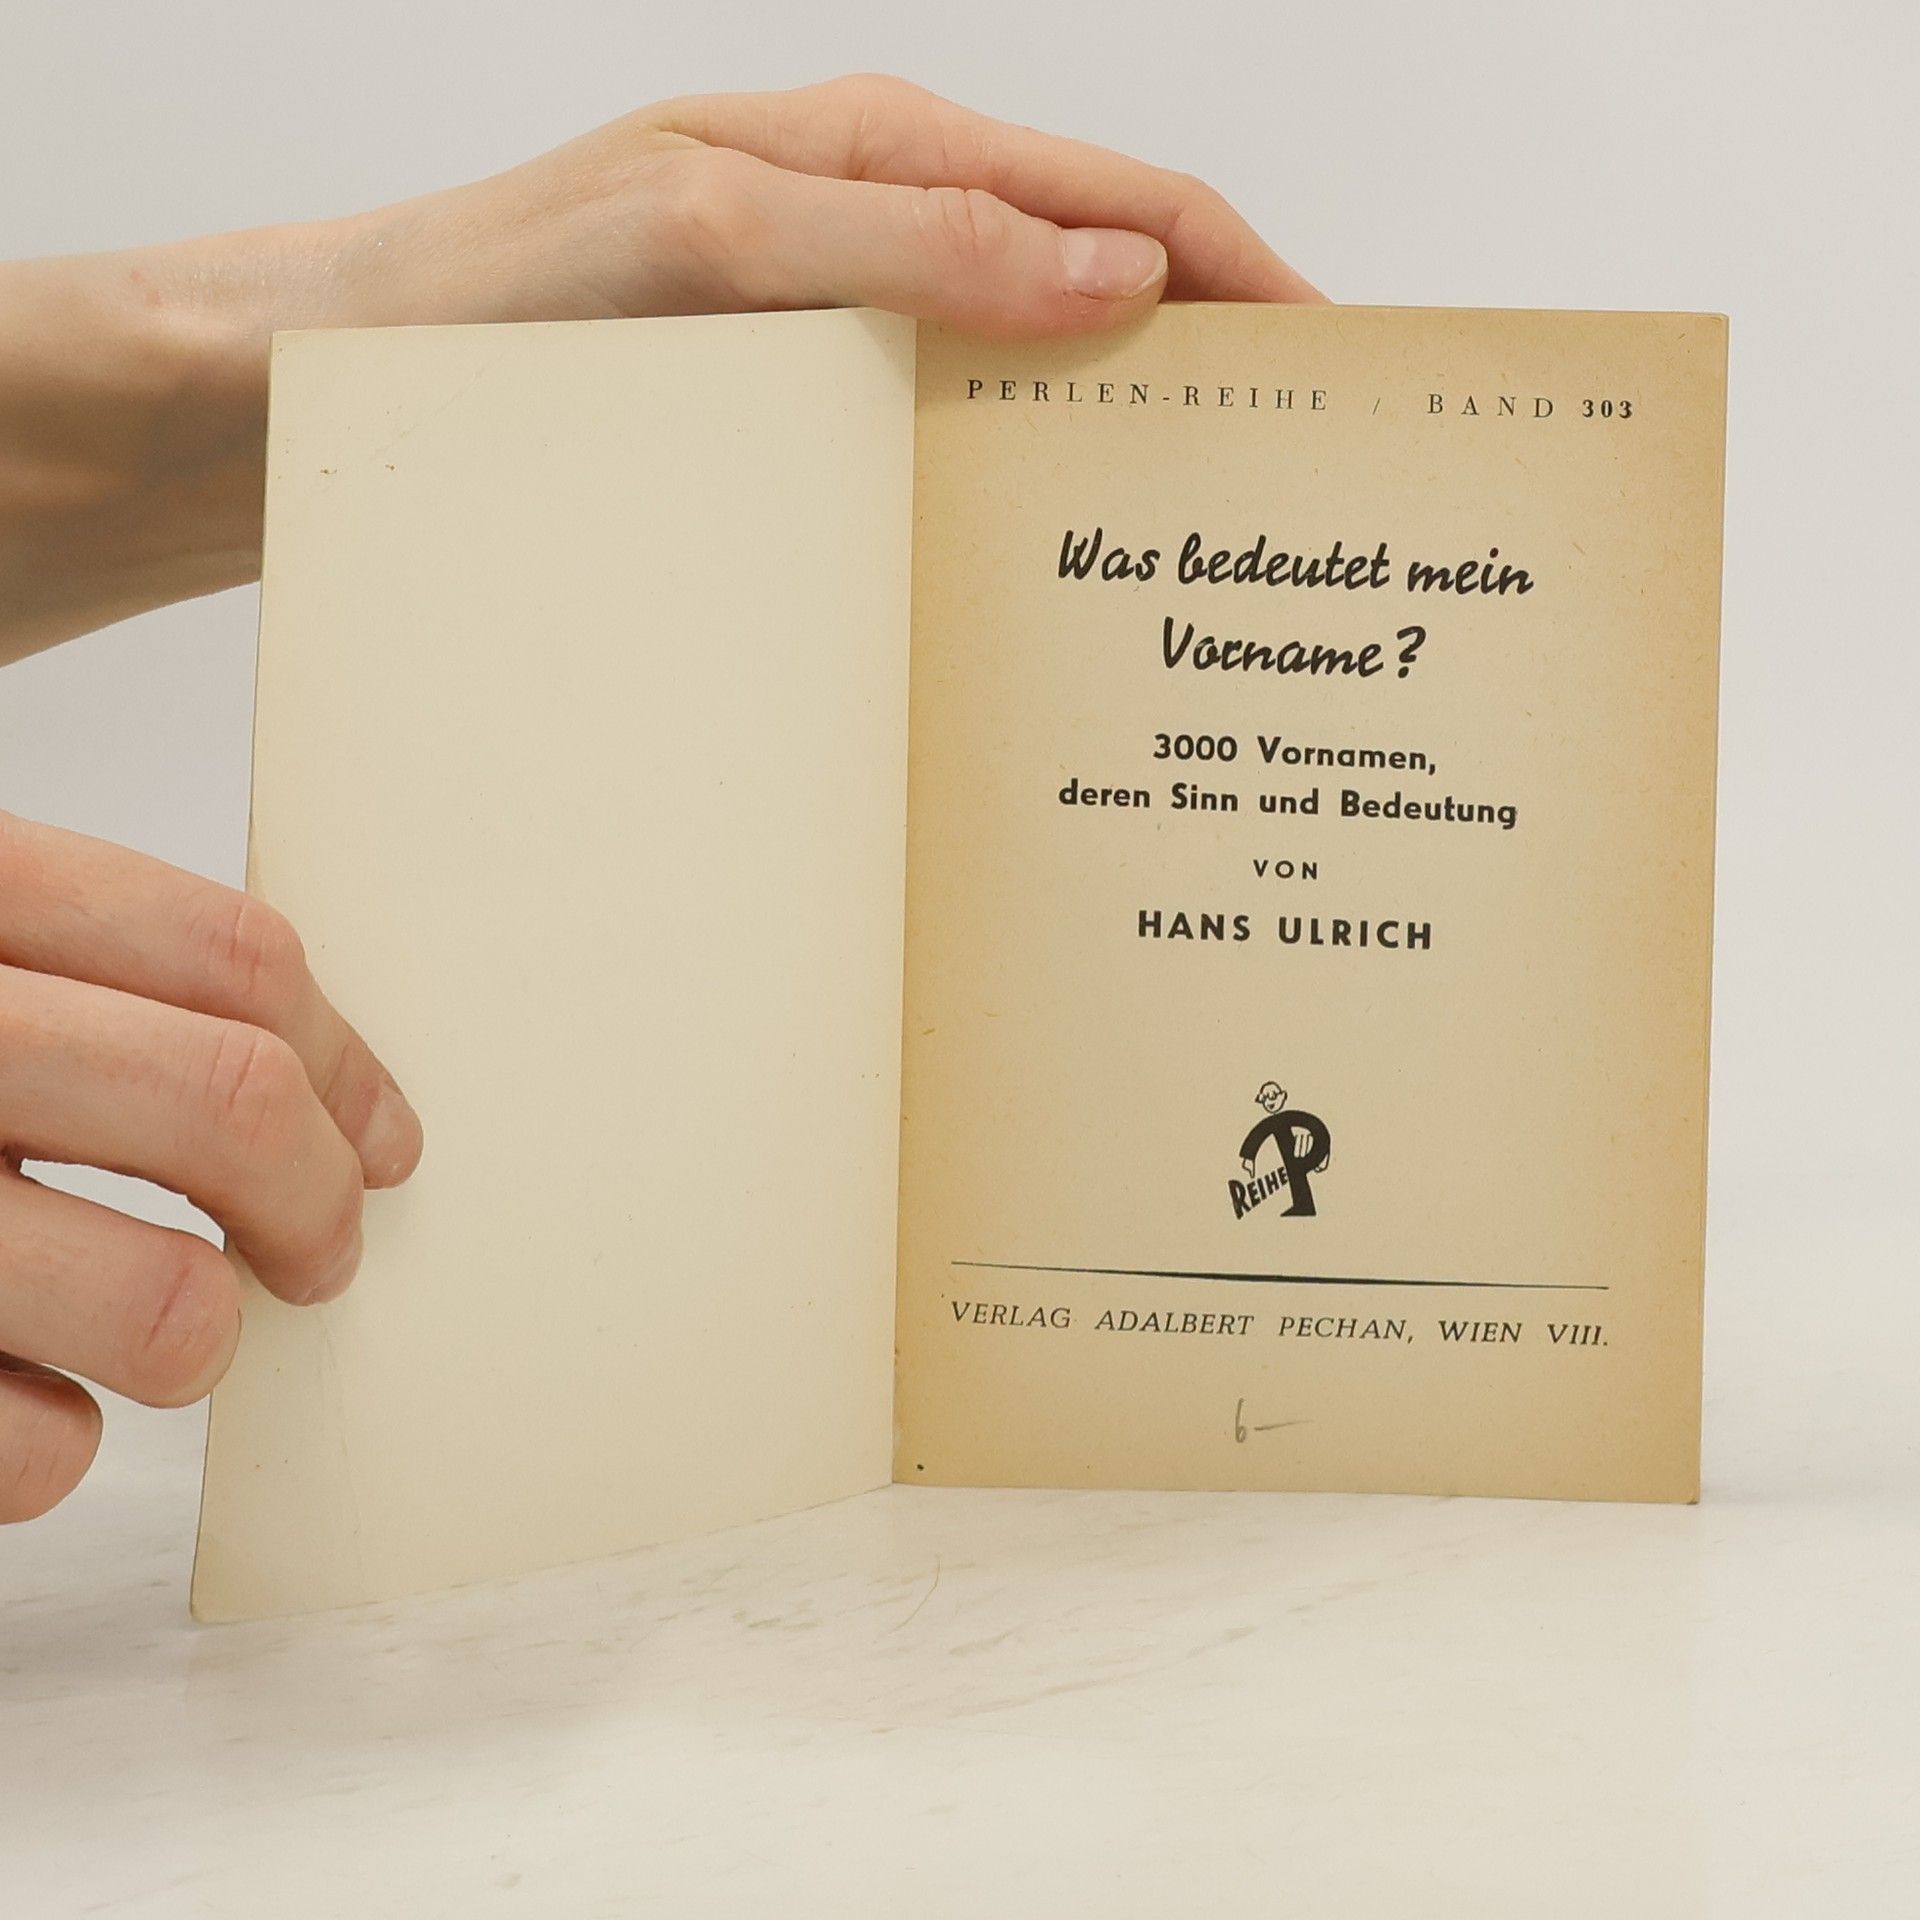 PERLEN-REIHE / BAND 303
Was bedeutet mein
Vorname?
3000 Vornamen,
deren Sinn und Bedeutung
VON
HANS ULRICH
REIHE P
VERLAG ADALBERT PECHAN, WIEN VIII.
6—